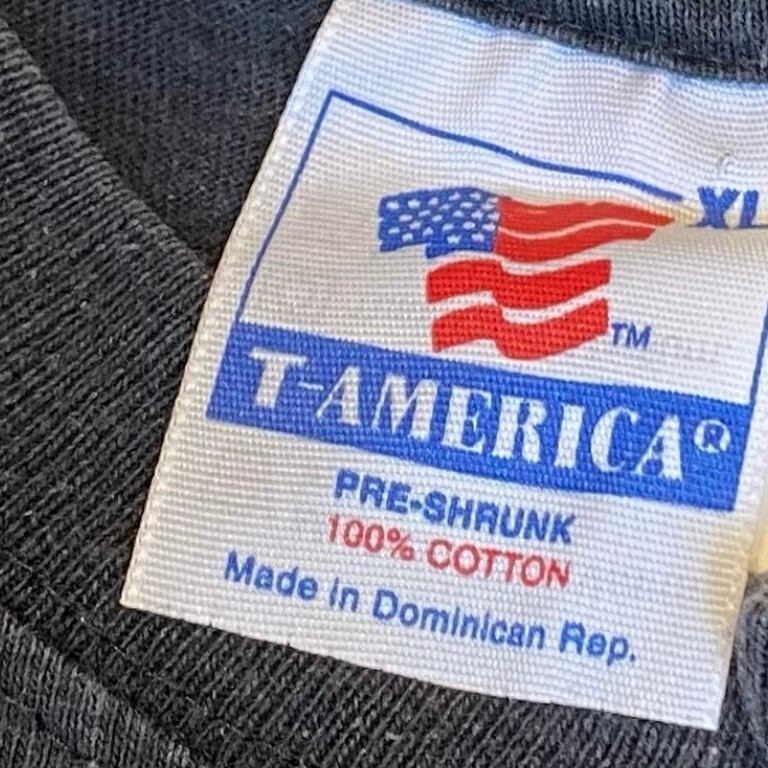 XL
TM
T-AMERICA®
PRE-SHRUNK
100% COTTON
Made in Dominican Rep.